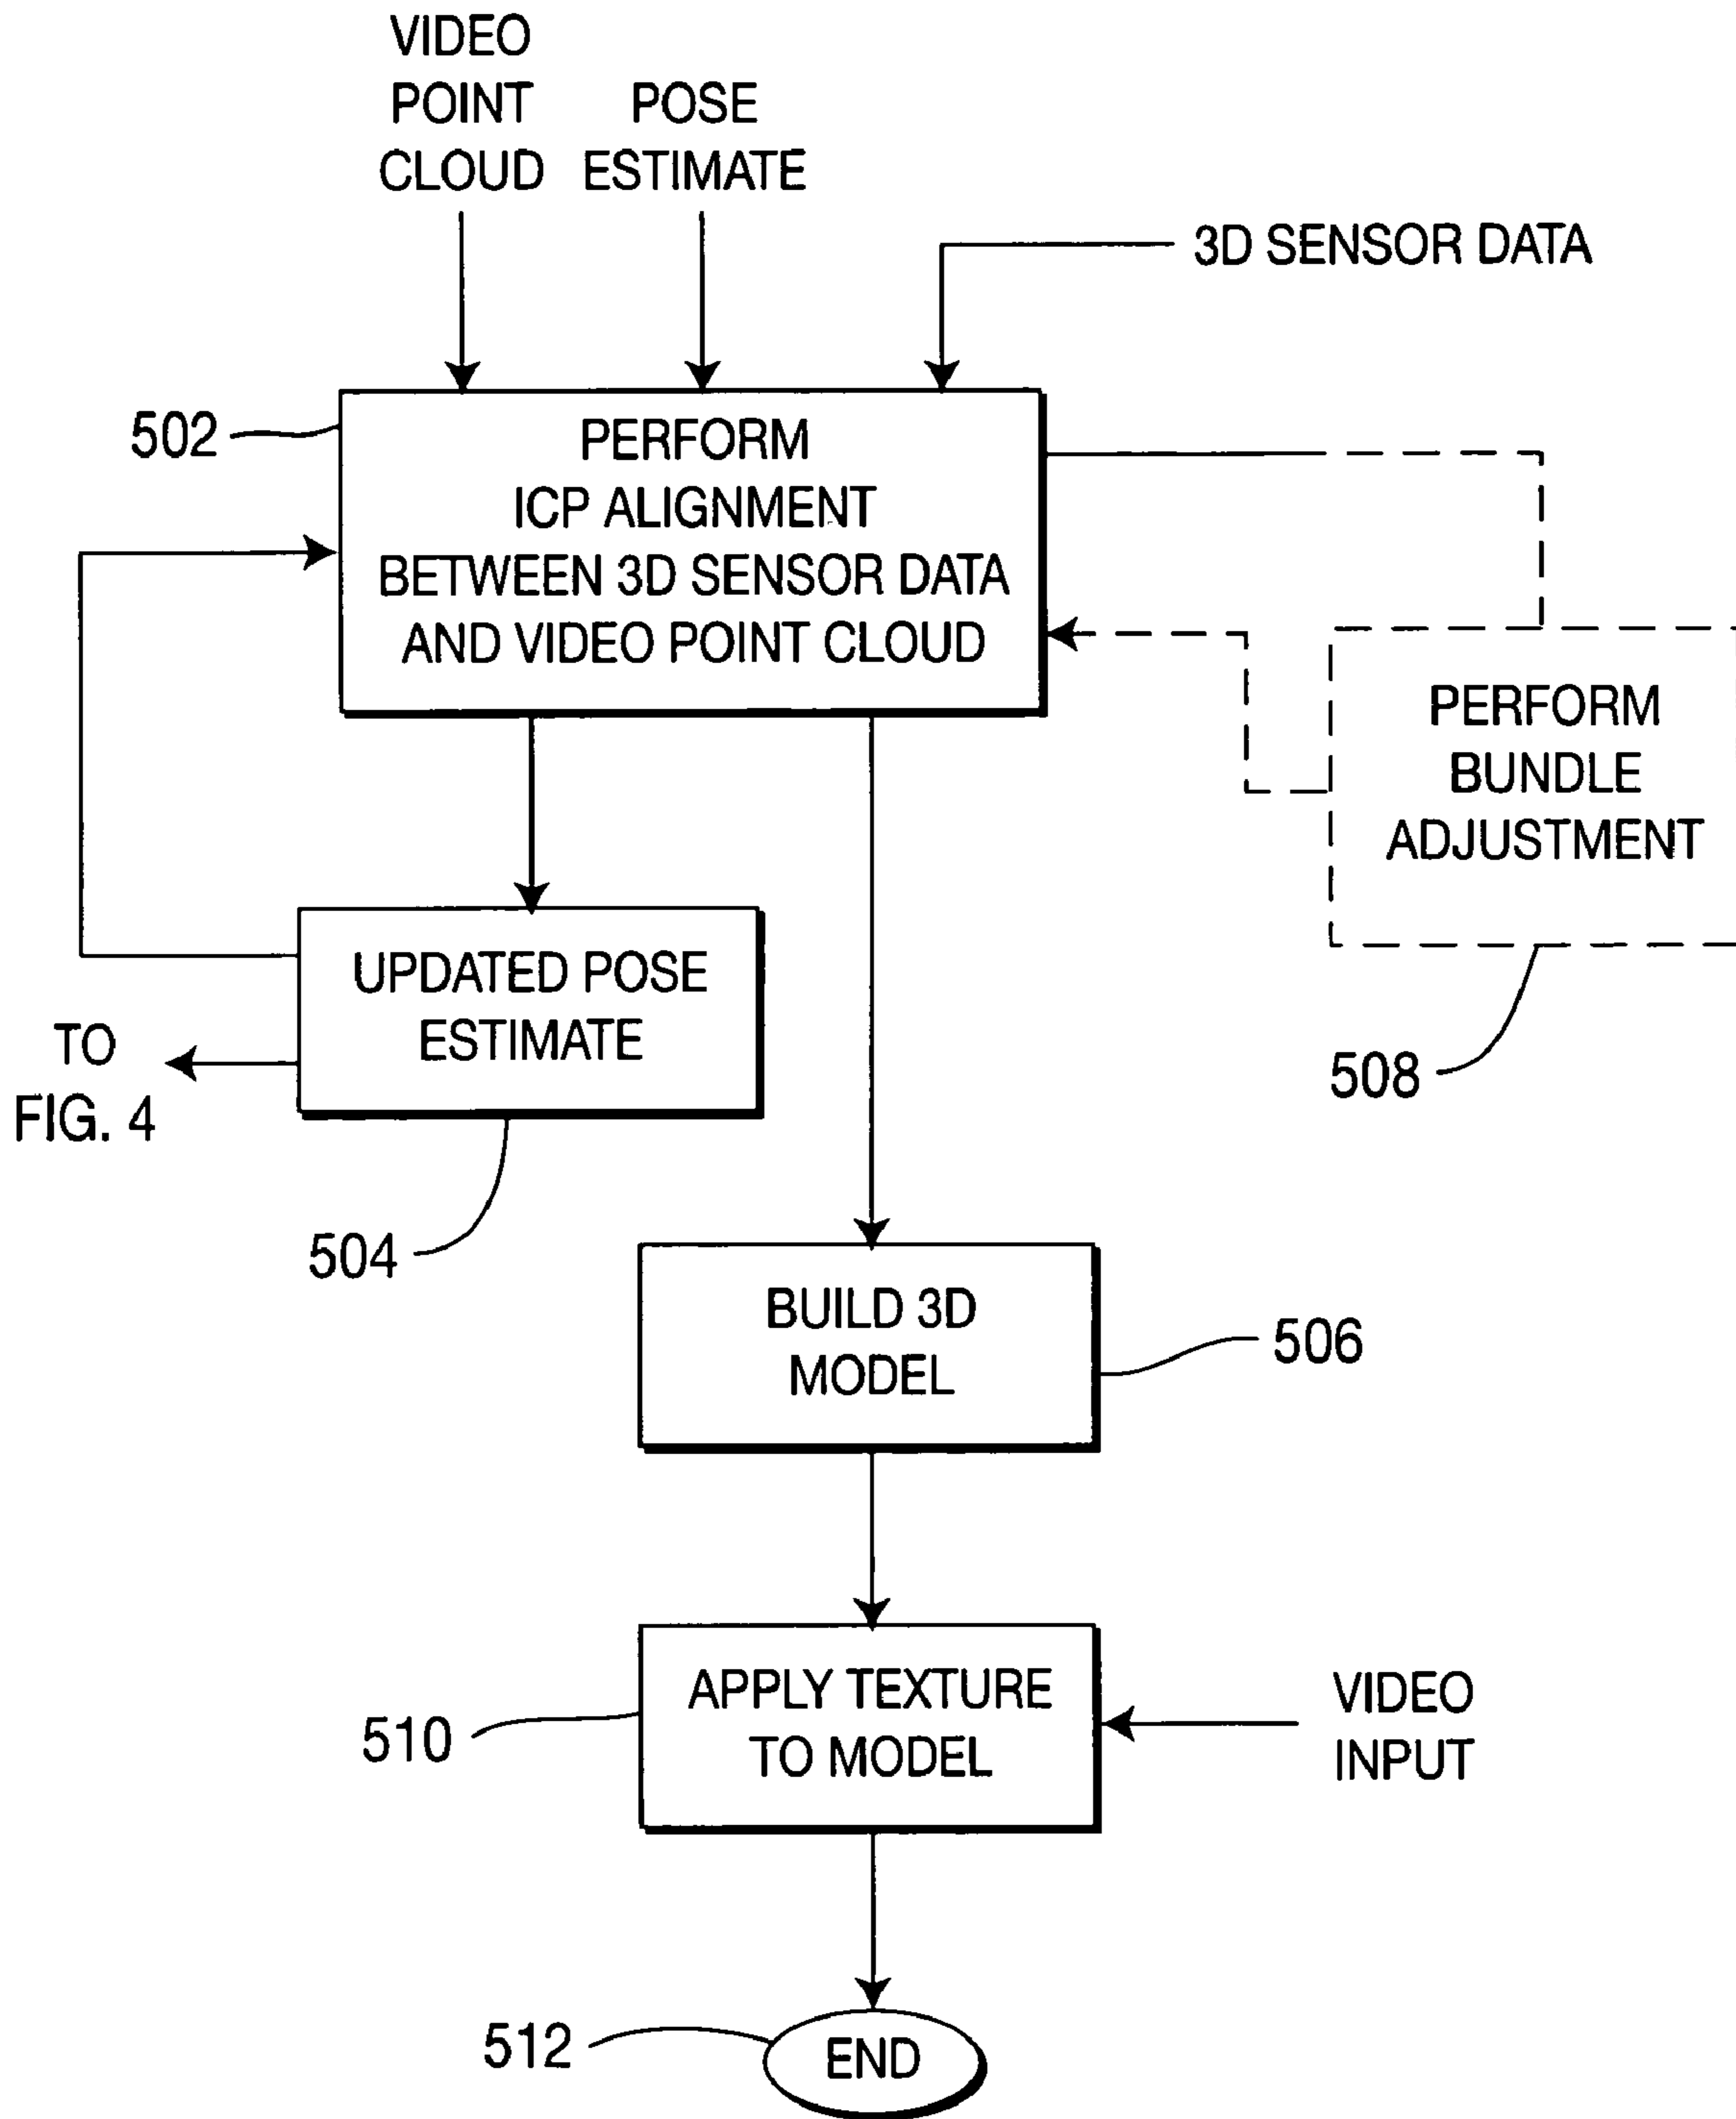 VIDEO
POINT
CLOUD
POSE
ESTIMATE
3D SENSOR DATA
502
PERFORM
ICP ALIGNMENT
BETWEEN 3D SENSOR DATA
AND VIDEO POINT CLOUD
PERFORM
BUNDLE
ADJUSTMENT
508
UPDATED POSE
ESTIMATE
TO
FIG. 4
504
BUILD 3D
MODEL
506
APPLY TEXTURE
TO MODEL
510
VIDEO
INPUT
512
END